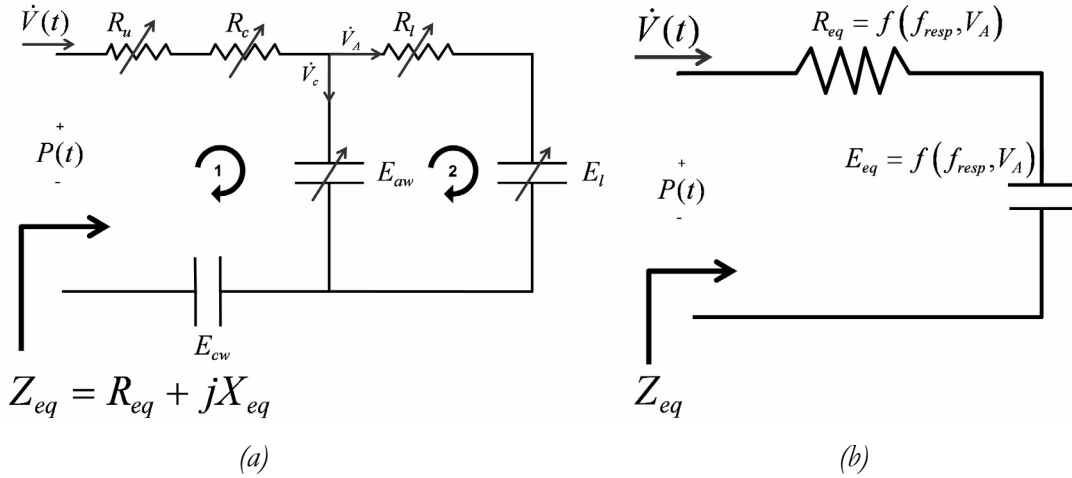 V̇(t)
R_u
R_c
V̇_A
R_l
V̇_c
+
P(t)
-
1
E_aw
2
E_l
E_cw
Z_eq = R_eq + jX_eq
(a)
V̇(t)
R_eq = f(f_resp, V_A)
E_eq = f(f_resp, V_A)
+
P(t)
-
Z_eq
(b)